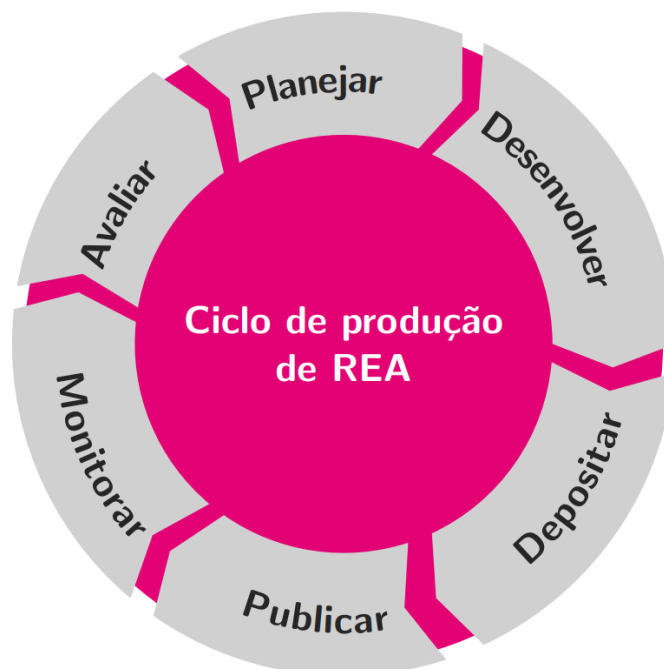 Planejar
Desenvolver
Depositar
Publicar
Monitorar
Avaliar
Ciclo de produção
de REA